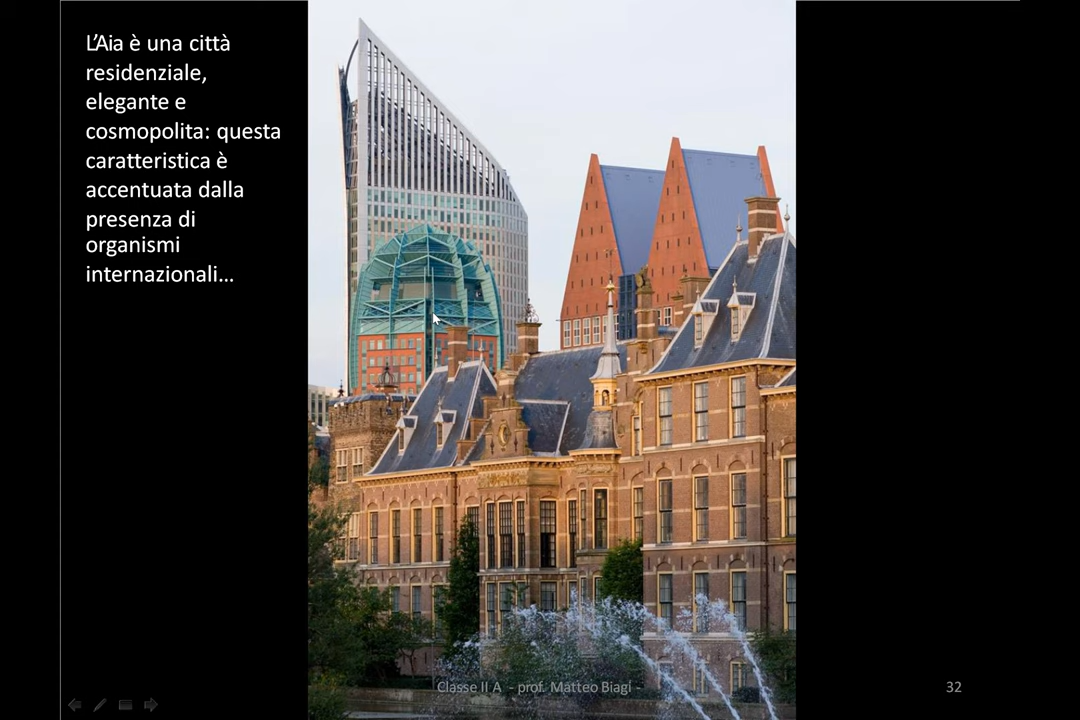 L'Aia è una città
residenziale,
elegante e
cosmopolita: questa
caratteristica è
accentuata dalla
presenza di
organismi
internazionali…
Classe II A - prof. Matteo Biagi -
32